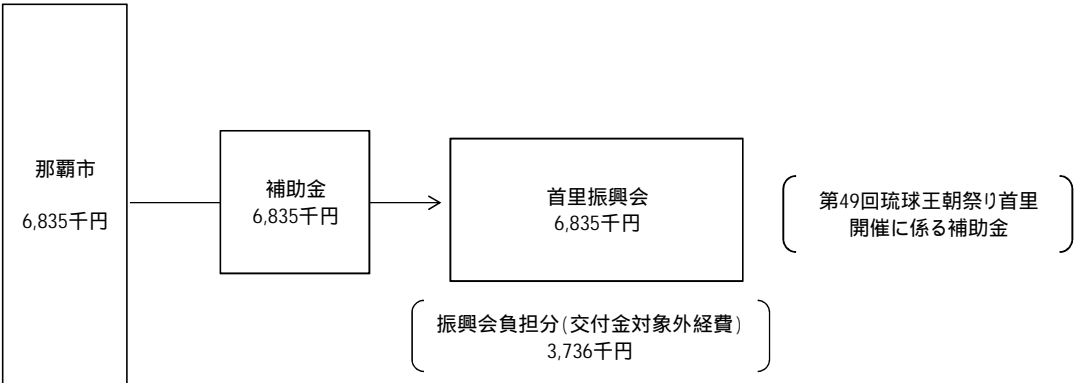 那覇市
6,835千円
補助金
6,835千円
首里振興会
6,835千円
第49回琉球王朝祭り首里
開催に係る補助金
振興会負担分(交付金対象外経費)
3,736千円